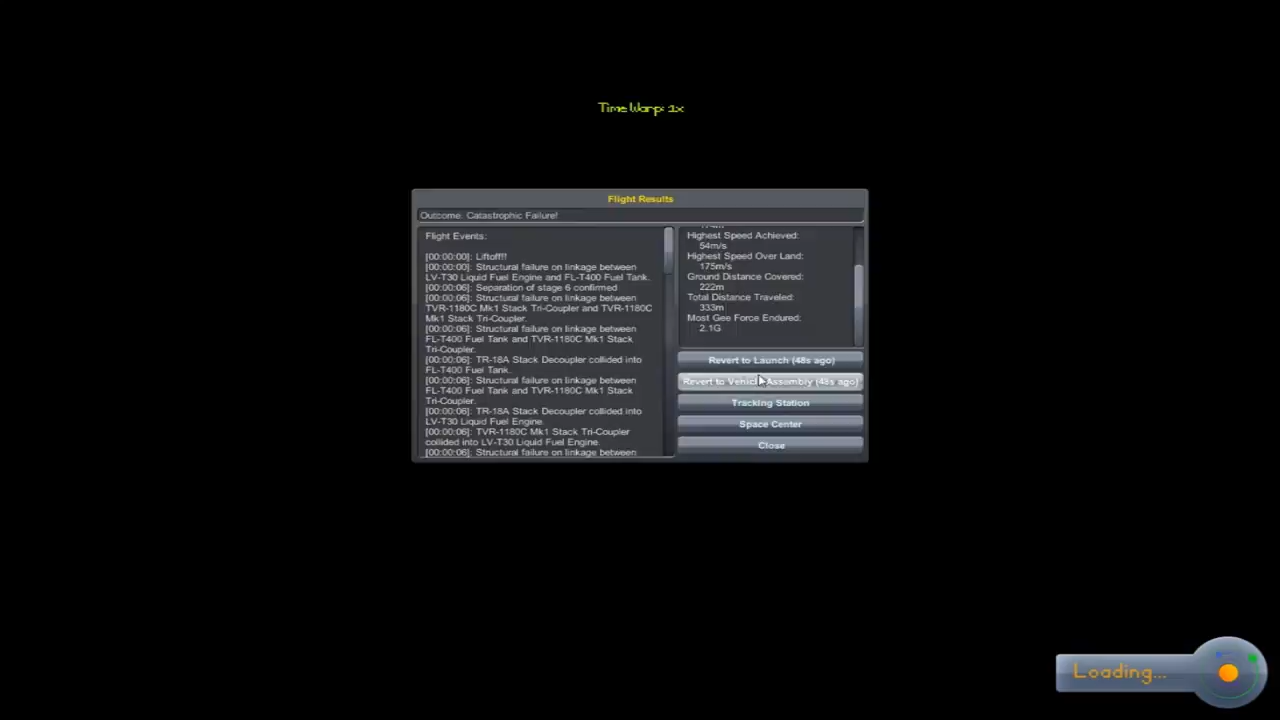 Time Warp: 1x
Flight Results
Outcome: Catastrophic Failure!
Flight Events:
[00:00:00]: Liftoff!!
[00:00:00]: Structural failure on linkage between
LV-T30 Liquid Fuel Engine and FL-T400 Fuel Tank.
[00:00:06]: Separation of stage 6 confirmed
[00:00:06]: Structural failure on linkage between
TVR-1180C Mk1 Stack Tri-Coupler and TVR-1180C
Mk1 Stack Tri-Coupler.
[00:00:06]: Structural failure on linkage between
FL-T400 Fuel Tank and TVR-1180C Mk1 Stack
Tri-Coupler.
[00:00:06]: TR-18A Stack Decoupler collided into
FL-T400 Fuel Tank.
[00:00:06]: Structural failure on linkage between
FL-T400 Fuel Tank and TVR-1180C Mk1 Stack
Tri-Coupler.
[00:00:06]: TR-18A Stack Decoupler collided into
LV-T30 Liquid Fuel Engine.
[00:00:06]: TVR-1180C Mk1 Stack Tri-Coupler
collided into LV-T30 Liquid Fuel Engine.
[00:00:06]: Structural failure on linkage between
Highest Speed Achieved:
54m/s
Highest Speed Over Land:
175m/s
Ground Distance Covered:
222m
Total Distance Traveled:
333m
Most Gee Force Endured:
2.1G
Revert to Launch (48s ago)
Revert to Vehicle Assembly (48s ago)
Tracking Station
Space Center
Close
Loading...